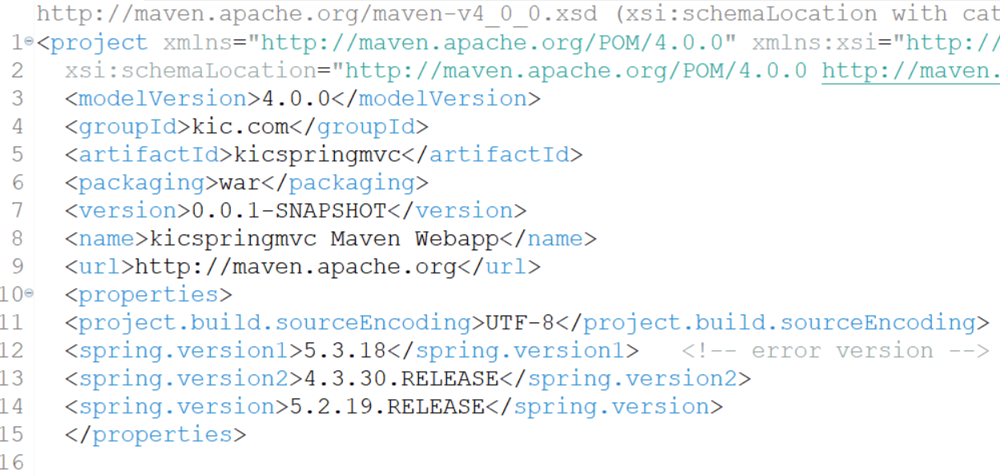 http://maven.apache.org/maven-v4_0_0.xsd (xsi:schemaLocation with cat
1 <project xmlns="http://maven.apache.org/POM/4.0.0" xmlns:xsi="http://
2 xsi:schemaLocation="http://maven.apache.org/POM/4.0.0 http://maven.
3 <modelVersion>4.0.0</modelVersion>
4 <groupId>kic.com</groupId>
5 <artifactId>kicspringmvc</artifactId>
6 <packaging>war</packaging>
7 <version>0.0.1-SNAPSHOT</version>
8 <name>kicspringmvc Maven Webapp</name>
9 <url>http://maven.apache.org</url>
10 <properties>
11 <project.build.sourceEncoding>UTF-8</project.build.sourceEncoding>
12 <spring.version1>5.3.18</spring.version1> <!-- error version -->
13 <spring.version2>4.3.30.RELEASE</spring.version2>
14 <spring.version>5.2.19.RELEASE</spring.version>
15 </properties>
16